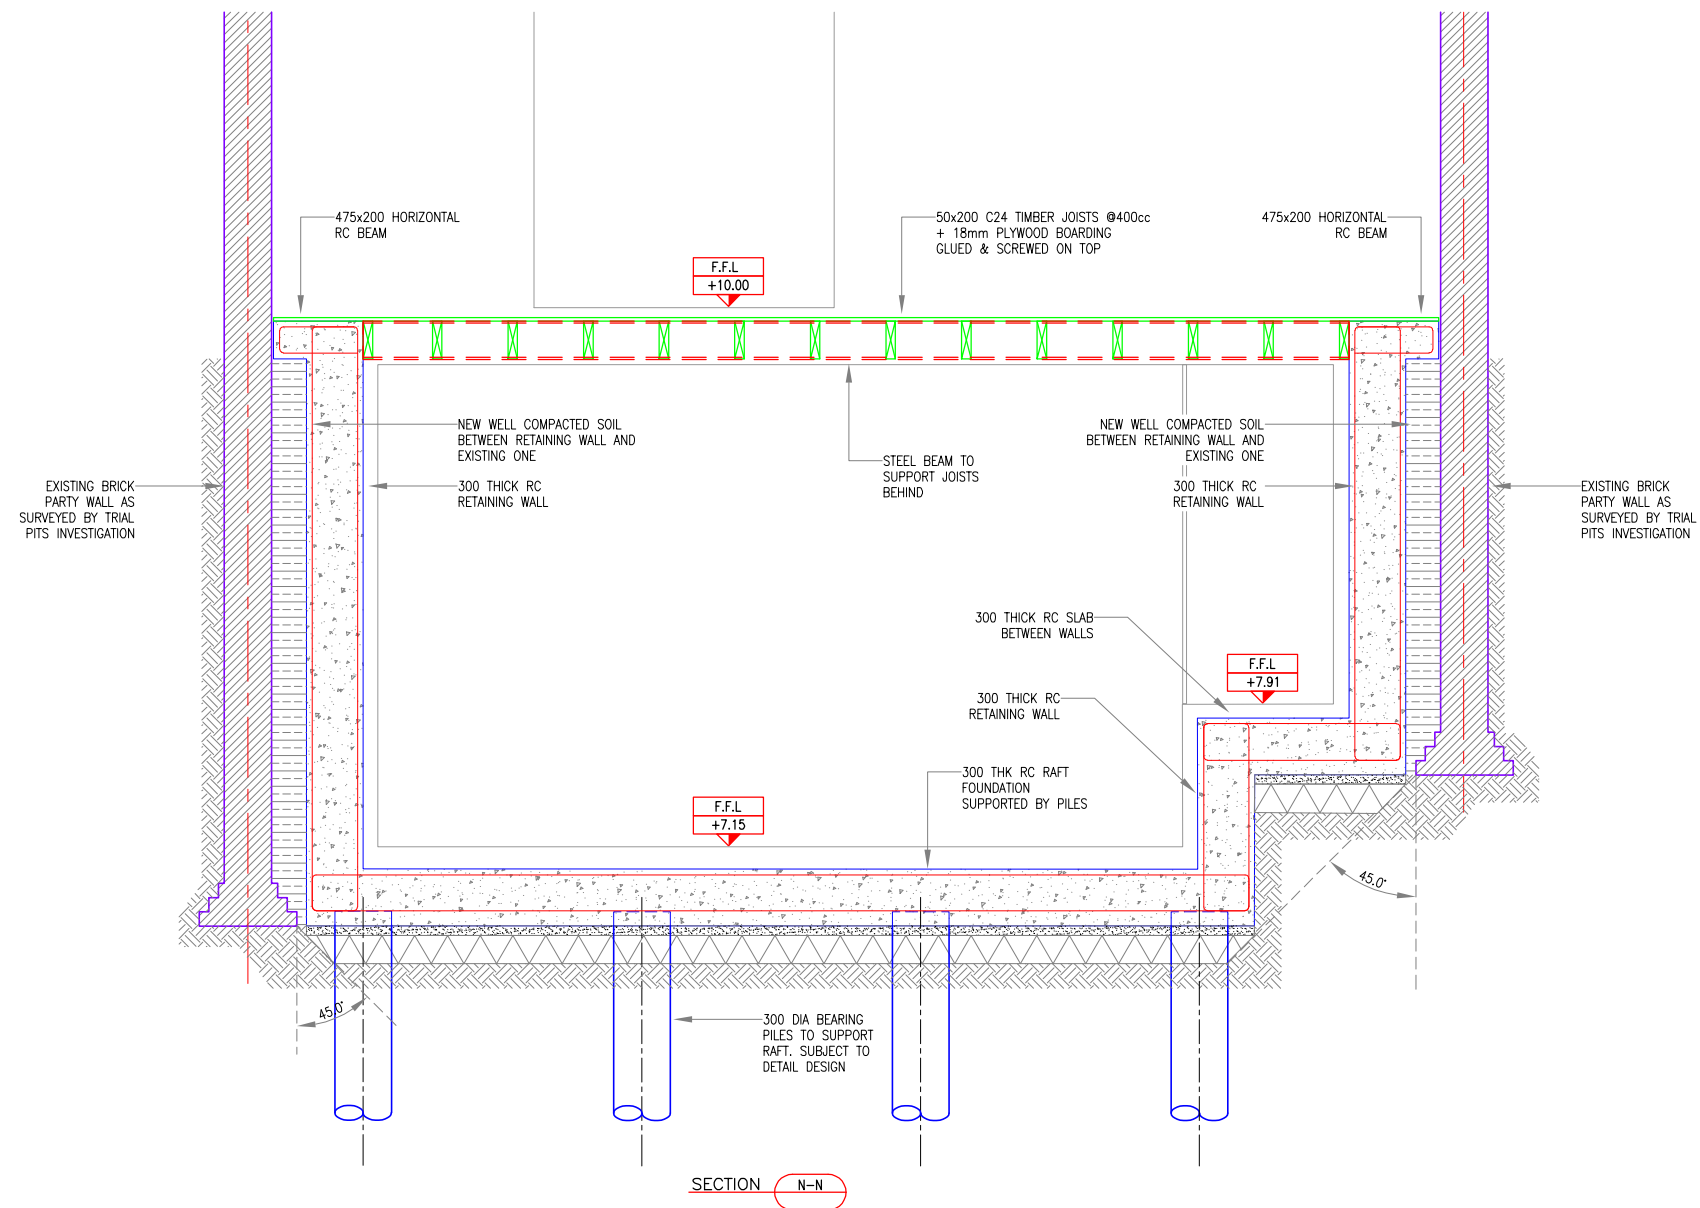 475x200 HORIZONTAL
RC BEAM
50x200 C24 TIMBER JOISTS @400cc
+ 18mm PLYWOOD BOARDING
GLUED & SCREWED ON TOP
475x200 HORIZONTAL
RC BEAM
F.F.L
+10.00
NEW WELL COMPACTED SOIL
BETWEEN RETAINING WALL AND
EXISTING ONE
NEW WELL COMPACTED SOIL
BETWEEN RETAINING WALL AND
EXISTING ONE
STEEL BEAM TO
SUPPORT JOISTS
BEHIND
EXISTING BRICK
PARTY WALL AS
SURVEYED BY TRIAL
PITS INVESTIGATION
300 THICK RC
RETAINING WALL
300 THICK RC
RETAINING WALL
EXISTING BRICK
PARTY WALL AS
SURVEYED BY TRIAL
PITS INVESTIGATION
300 THICK RC SLAB
BETWEEN WALLS
F.F.L
+7.91
300 THICK RC
RETAINING WALL
300 THK RC RAFT
FOUNDATION
SUPPORTED BY PILES
F.F.L
+7.15
45.0°
45.0°
300 DIA BEARING
PILES TO SUPPORT
RAFT. SUBJECT TO
DETAIL DESIGN
SECTION N-N